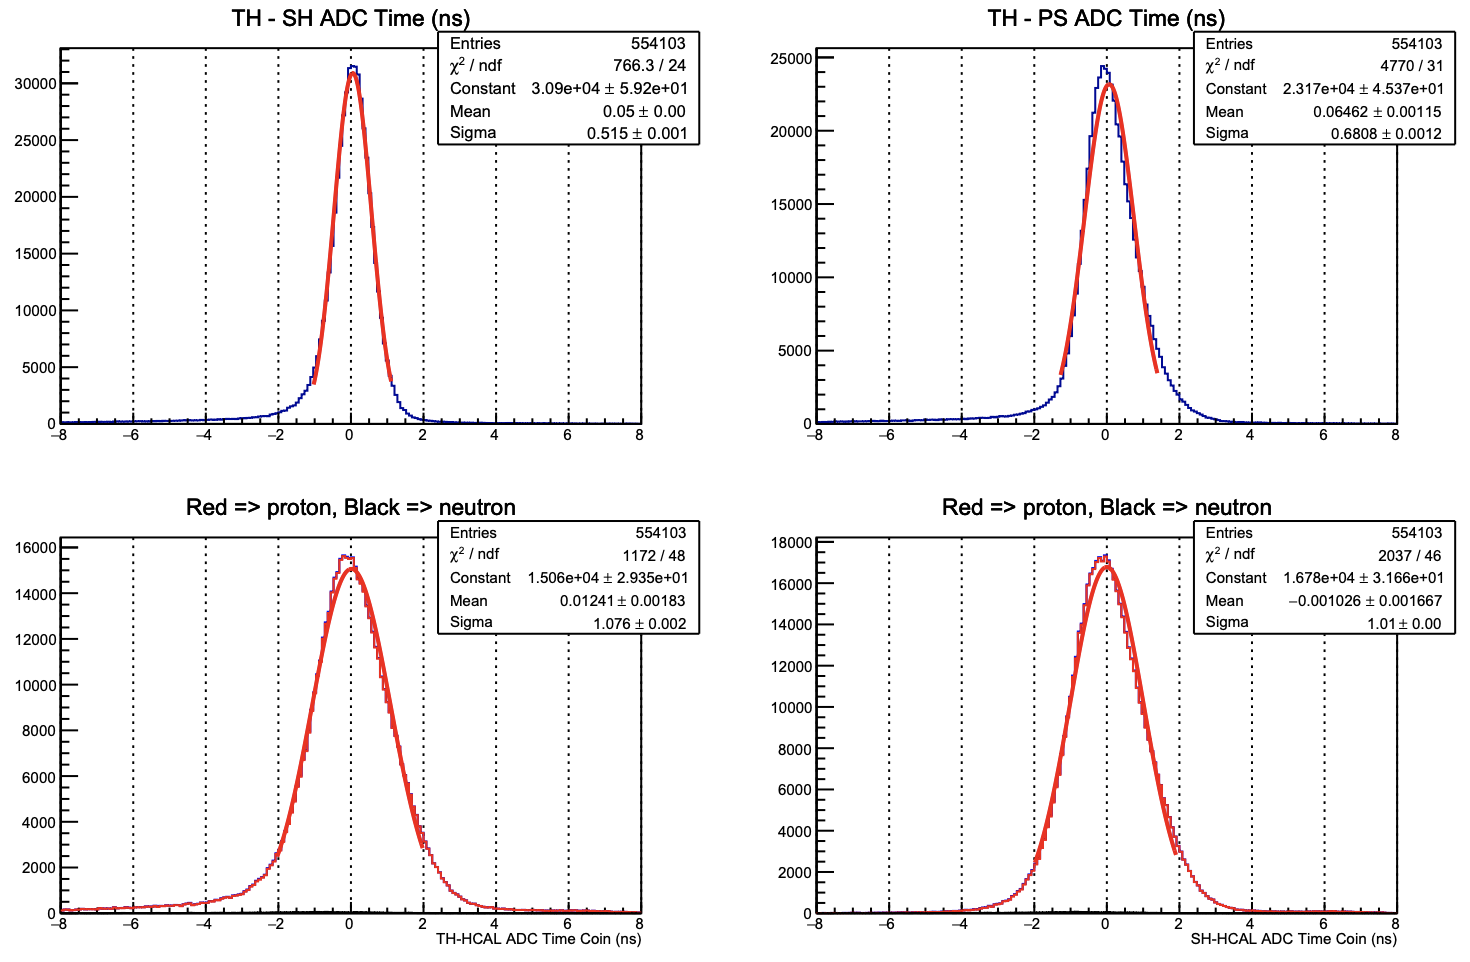 TH - SH ADC Time (ns)
Entries 554103
χ² / ndf 766.3 / 24
Constant 3.09e+04 ± 5.92e+01
Mean 0.05 ± 0.00
Sigma 0.515 ± 0.001
30000
25000
20000
15000
10000
5000
0
−8 −6 −4 −2 0 2 4 6 8
TH - PS ADC Time (ns)
Entries 554103
χ² / ndf 4770 / 31
Constant 2.317e+04 ± 4.537e+01
Mean 0.06462 ± 0.00115
Sigma 0.6808 ± 0.0012
25000
20000
15000
10000
5000
0
−8 −6 −4 −2 0 2 4 6 8
Red => proton, Black => neutron
Entries 554103
χ² / ndf 1172 / 48
Constant 1.506e+04 ± 2.935e+01
Mean 0.01241 ± 0.00183
Sigma 1.076 ± 0.002
16000
14000
12000
10000
8000
6000
4000
2000
0
−8 −6 −4 −2 0 2 4 6 8
TH-HCAL ADC Time Coin (ns)
Red => proton, Black => neutron
Entries 554103
χ² / ndf 2037 / 46
Constant 1.678e+04 ± 3.166e+01
Mean −0.001026 ± 0.001667
Sigma 1.01 ± 0.00
18000
16000
14000
12000
10000
8000
6000
4000
2000
0
−8 −6 −4 −2 0 2 4 6 8
SH-HCAL ADC Time Coin (ns)